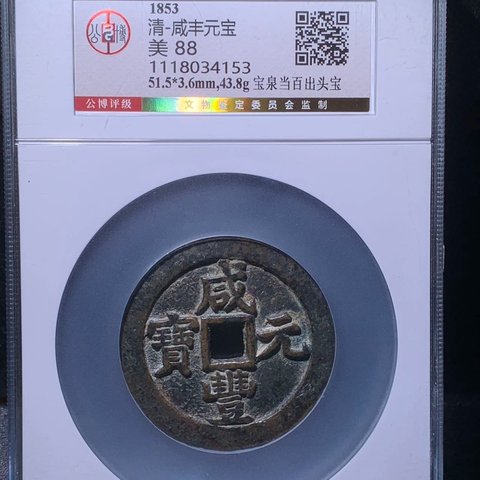 1853
清-咸丰元宝
美 88
1118034153
51.5*3.6mm,43.8g 宝泉当百出头宝
公博
公博评级
文物鉴定委员会监制
咸
寶 元
豐